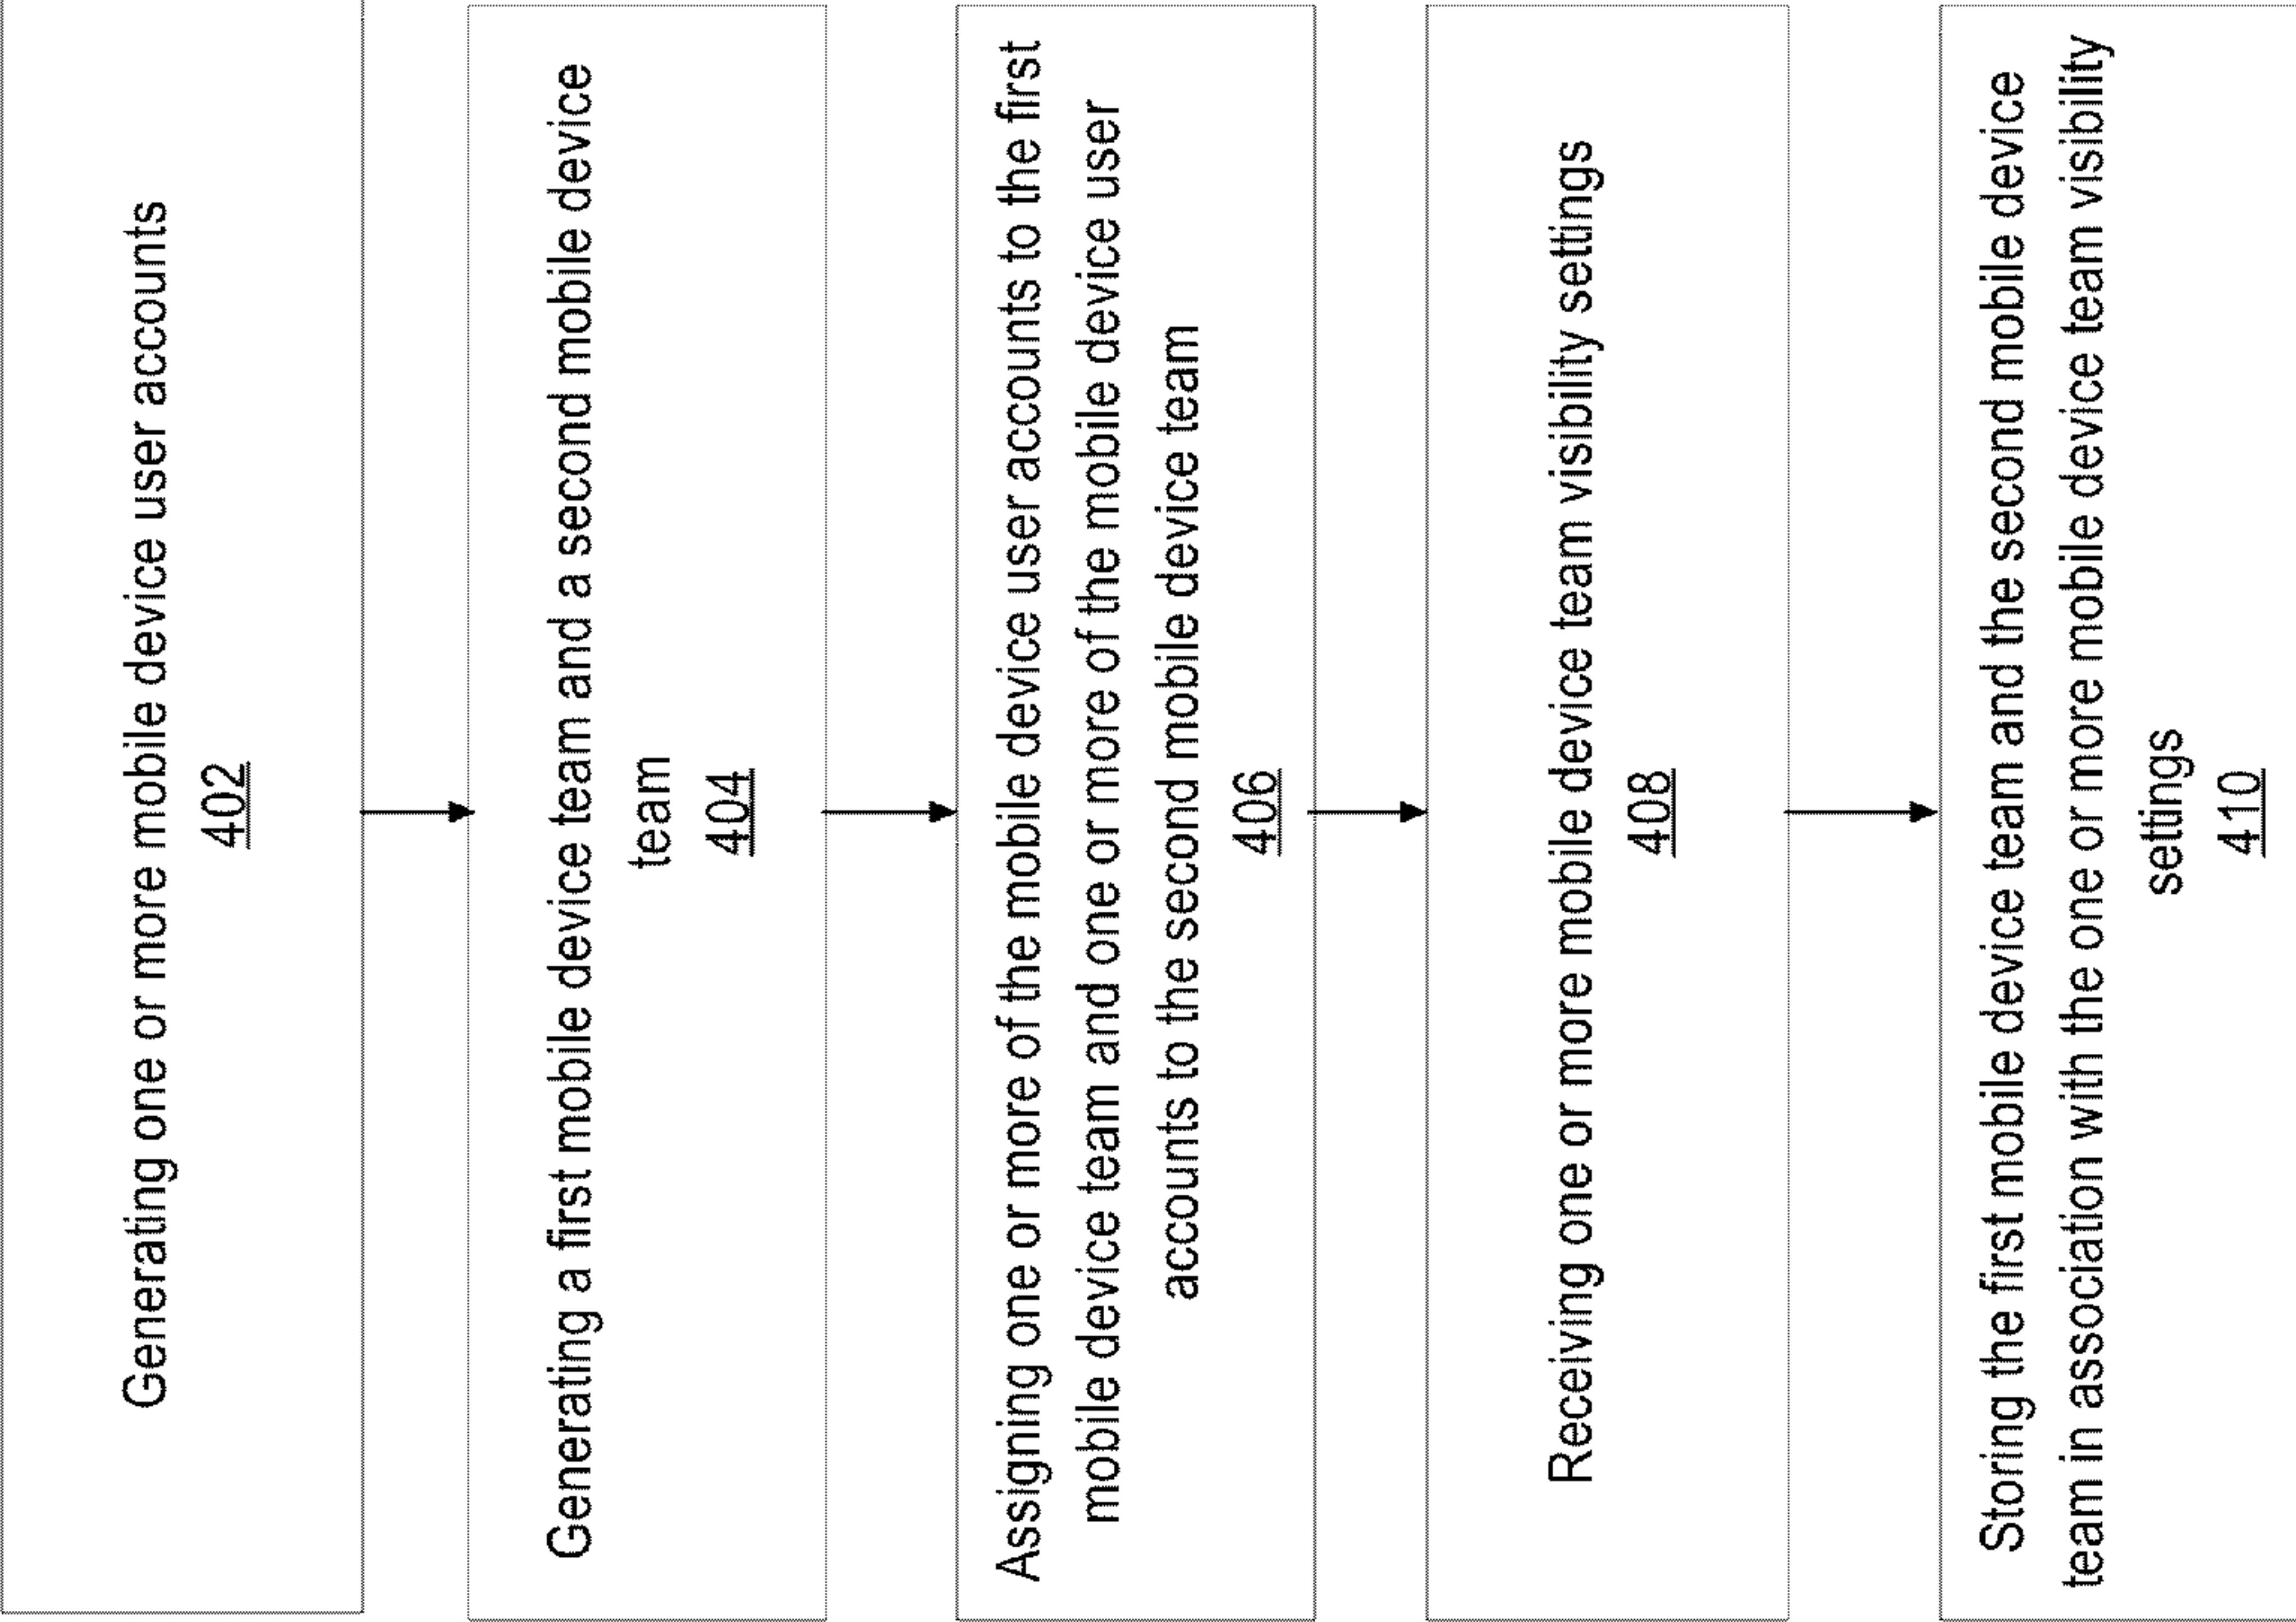 Generating one or more mobile device user accounts
402
Generating a first mobile device team and a second mobile device
team
404
Assigning one or more of the mobile device user accounts to the first
mobile device team and one or more of the mobile device user
accounts to the second mobile device team
406
Receiving one or more mobile device team visibility settings
408
Storing the first mobile device team and the second mobile device
team in association with the one or more mobile device team visibility
settings
410